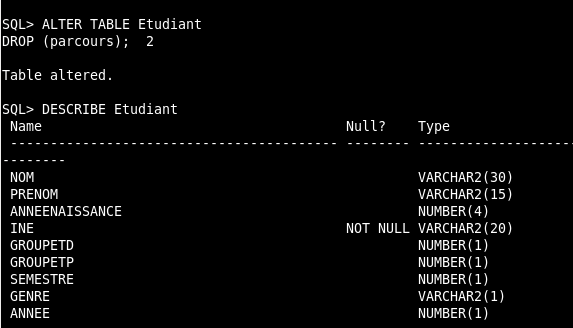 SQL> ALTER TABLE Etudiant
DROP (parcours);  2
Table altered.
SQL> DESCRIBE Etudiant
 Name                                      Null?    Type
 ----------------------------------------- -------- -------------------
--------
 NOM                                                VARCHAR2(30)
 PRENOM                                             VARCHAR2(15)
 ANNEENAISSANCE                                     NUMBER(4)
 INE                                       NOT NULL VARCHAR2(20)
 GROUPETD                                           NUMBER(1)
 GROUPETP                                           NUMBER(1)
 SEMESTRE                                           NUMBER(1)
 GENRE                                              VARCHAR2(1)
 ANNEE                                              NUMBER(1)